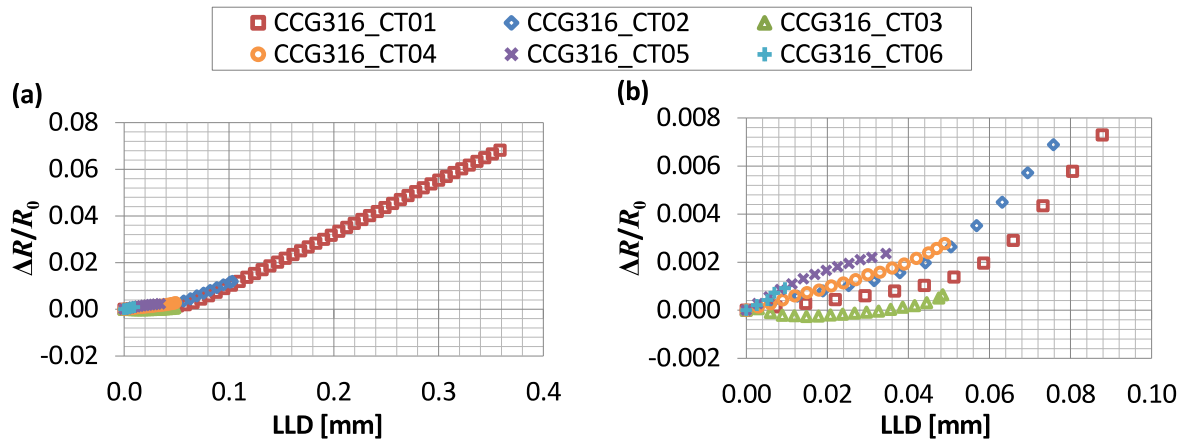 CCG316_CT01 CCG316_CT02 CCG316_CT03
CCG316_CT04 CCG316_CT05 CCG316_CT06
(a)
0.08
0.06
0.04
0.02
0.00
-0.02
ΔR/R0
0.0 0.1 0.2 0.3 0.4
LLD [mm]
(b)
0.008
0.006
0.004
0.002
0.000
-0.002
ΔR/R0
0.00 0.02 0.04 0.06 0.08 0.10
LLD [mm]